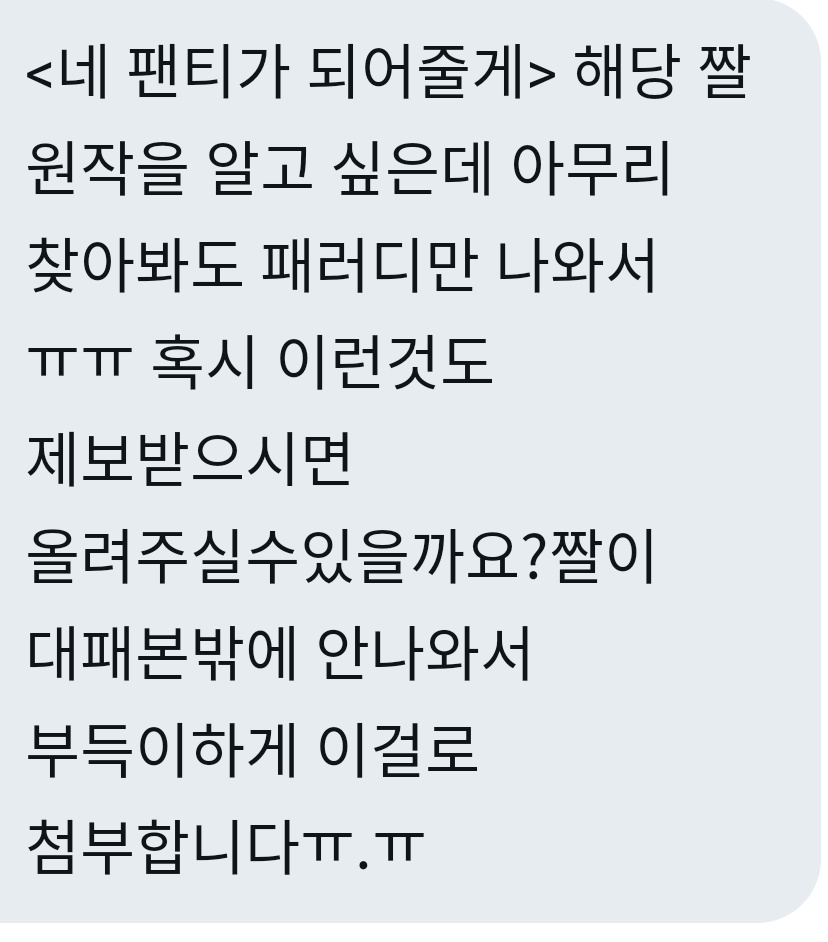 <네 팬티가 되어줄게> 해당 짤
원작을 알고 싶은데 아무리
찾아봐도 패러디만 나와서
ㅠㅠ 혹시 이런것도
제보받으시면
올려주실수있을까요?짤이
대패본밖에 안나와서
부득이하게 이걸로
첨부합니다ㅠ.ㅠ